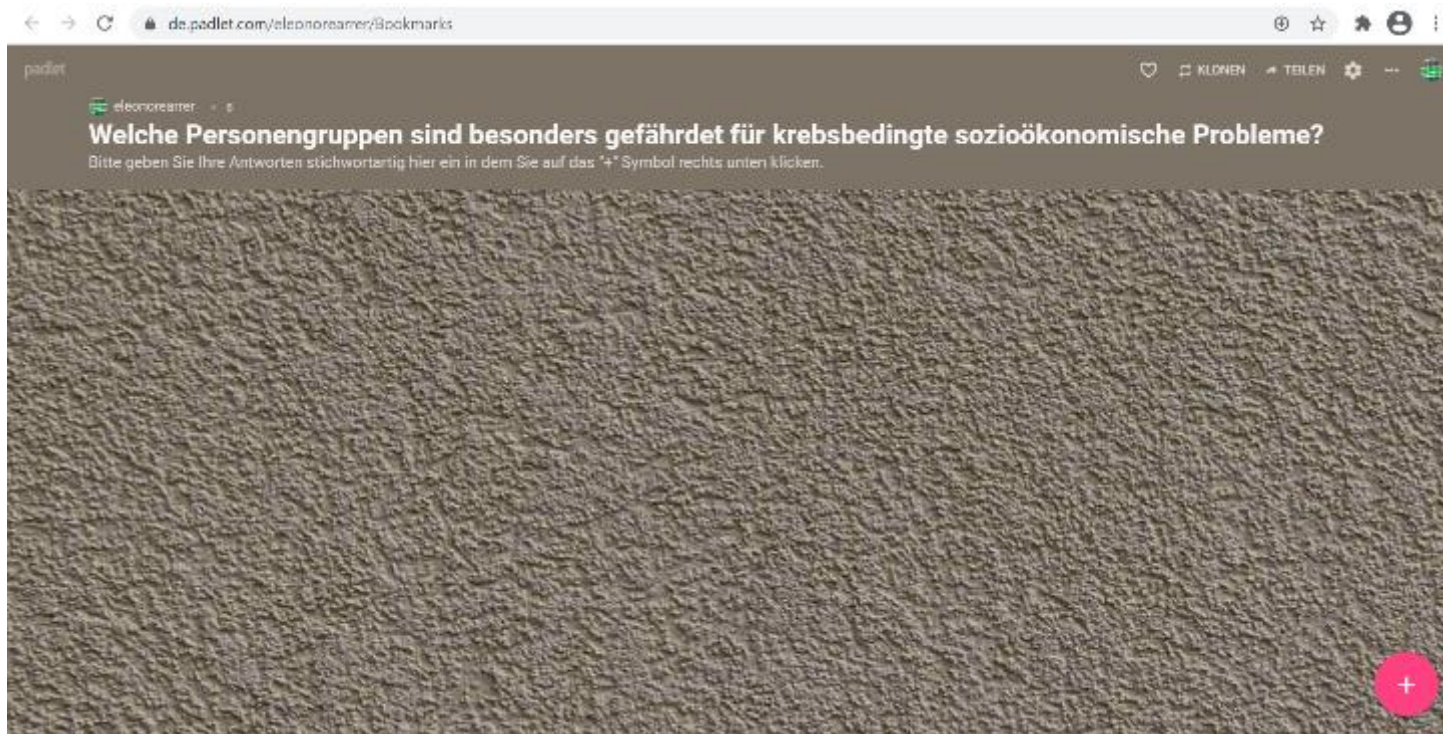 de.padlet.com/eleonorearrer/Bookmarks
padlet
KLONEN TEILEN
eleonorearrer
Welche Personengruppen sind besonders gefährdet für krebsbedingte sozioökonomische Probleme?
Bitte geben Sie Ihre Antworten stichwortartig hier ein in dem Sie auf das "+" Symbol rechts unten klicken.